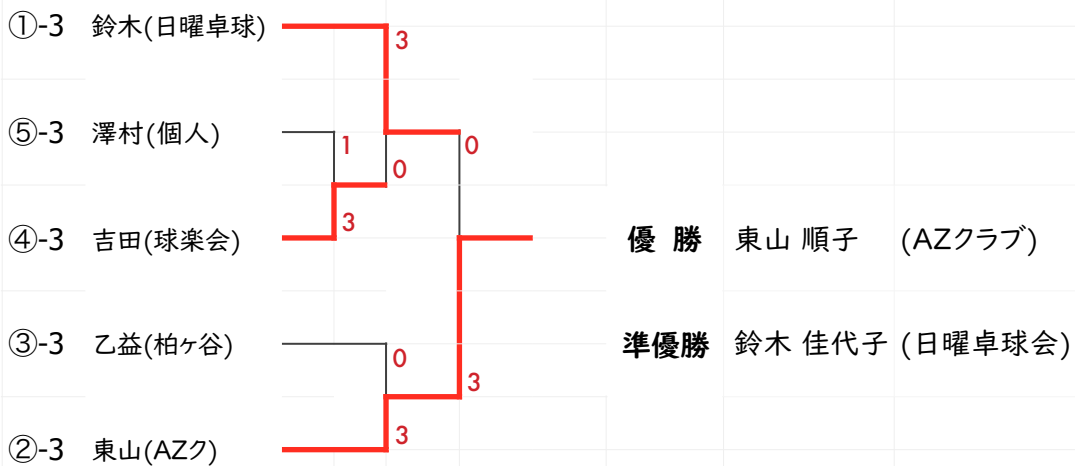 ①-3 鈴木(日曜卓球)
3
⑤-3 澤村(個人)
1
0
0
3
④-3 吉田(球楽会)
優 勝 東山 順子 (AZクラブ)
③-3 乙益(柏ヶ谷)
0
準優勝 鈴木 佳代子 (日曜卓球会)
3
3
②-3 東山(AZク)